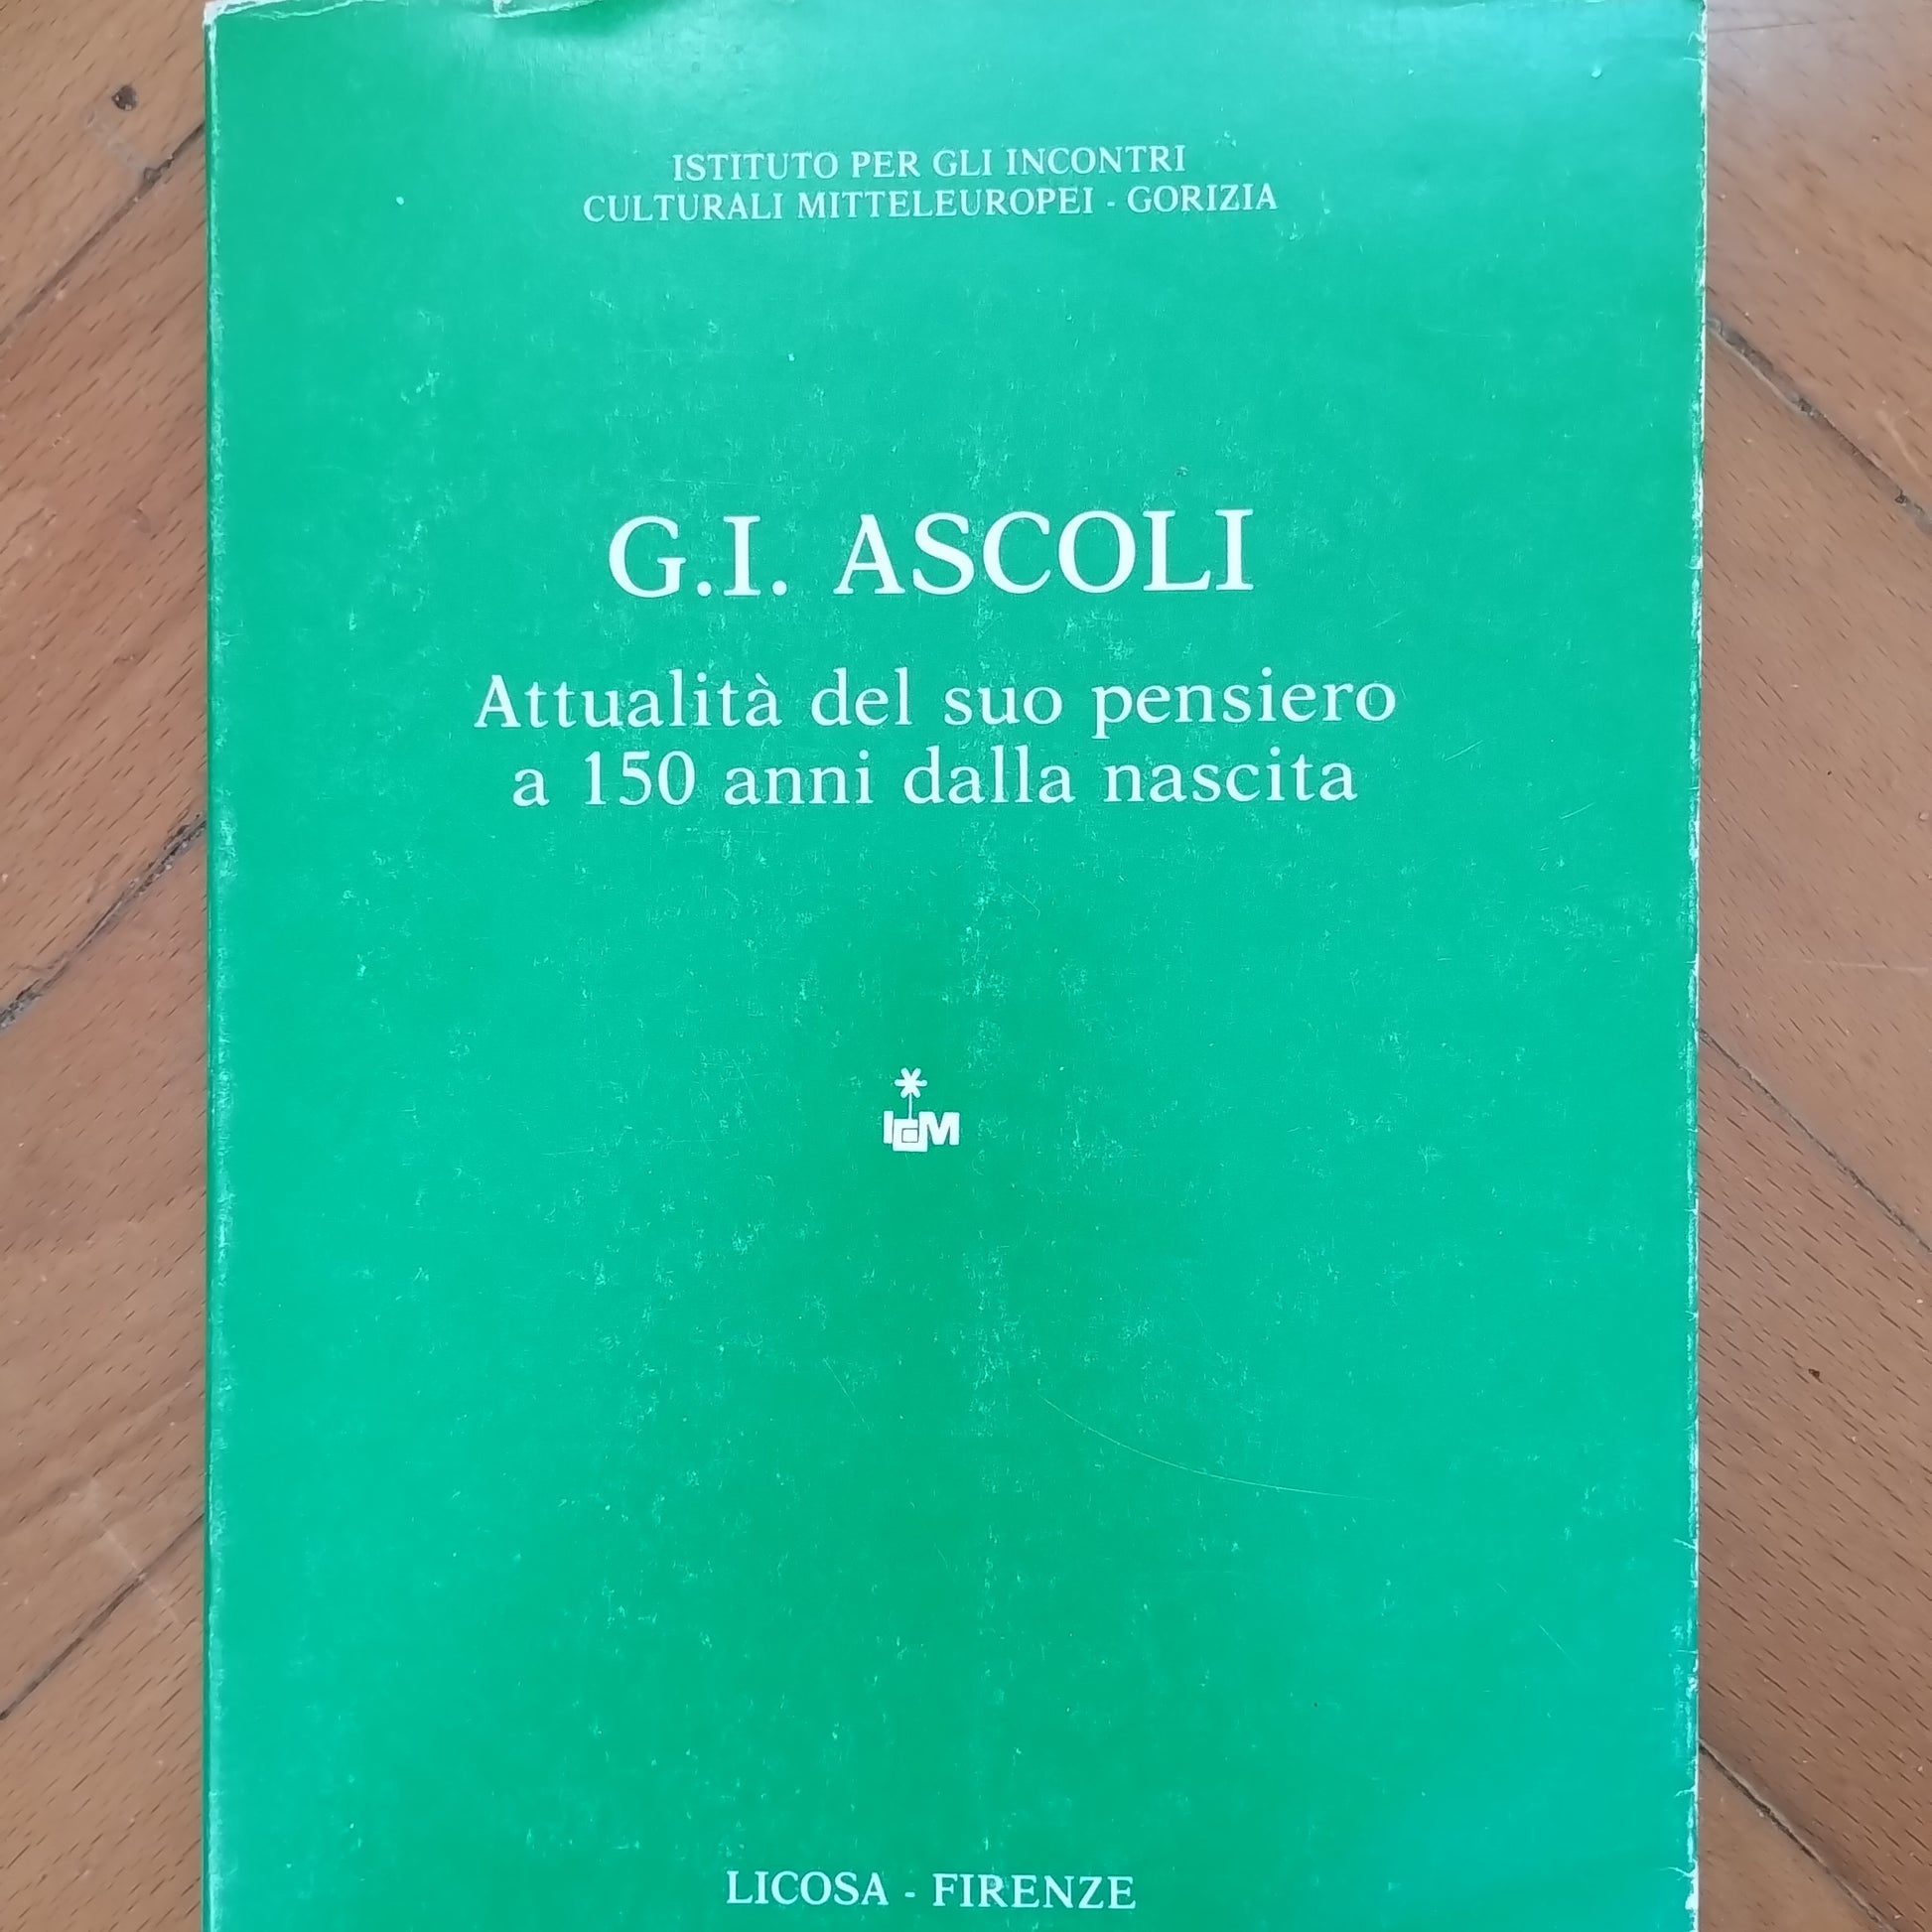 ISTITUTO PER GLI INCONTRI
CULTURALI MITTELEUROPEI - GORIZIA
G.I. ASCOLI
Attualità del suo pensiero
a 150 anni dalla nascita
ICM
LICOSA - FIRENZE